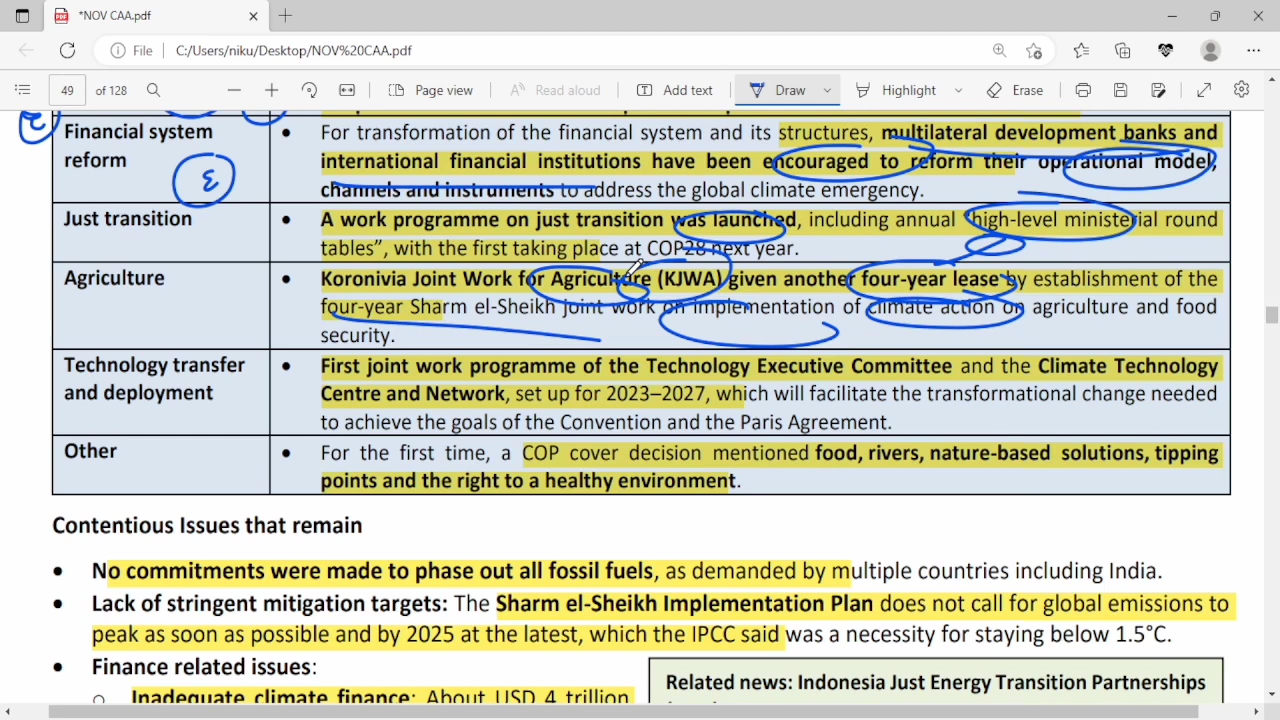 *NOV CAA.pdf
File C:/Users/niku/Desktop/NOV%20CAA.pdf
49 of 128 Page view Read aloud Add text Draw Highlight Erase
Financial system
reform
• For transformation of the financial system and its structures, multilateral development banks and
international financial institutions have been encouraged to reform their operational model,
channels and instruments to address the global climate emergency.
Just transition
• A work programme on just transition was launched, including annual “high-level ministerial round
tables”, with the first taking place at COP28 next year.
Agriculture
• Koronivia Joint Work for Agriculture (KJWA) given another four-year lease by establishment of the
four-year Sharm el-Sheikh joint work on implementation of climate action on agriculture and food
security.
Technology transfer
and deployment
• First joint work programme of the Technology Executive Committee and the Climate Technology
Centre and Network, set up for 2023–2027, which will facilitate the transformational change needed
to achieve the goals of the Convention and the Paris Agreement.
Other
• For the first time, a COP cover decision mentioned food, rivers, nature-based solutions, tipping
points and the right to a healthy environment.
Contentious Issues that remain
• No commitments were made to phase out all fossil fuels, as demanded by multiple countries including India.
• Lack of stringent mitigation targets: The Sharm el-Sheikh Implementation Plan does not call for global emissions to
peak as soon as possible and by 2025 at the latest, which the IPCC said was a necessity for staying below 1.5°C.
• Finance related issues:
o Inadequate climate finance: About USD 4 trillion
Related news: Indonesia Just Energy Transition Partnerships